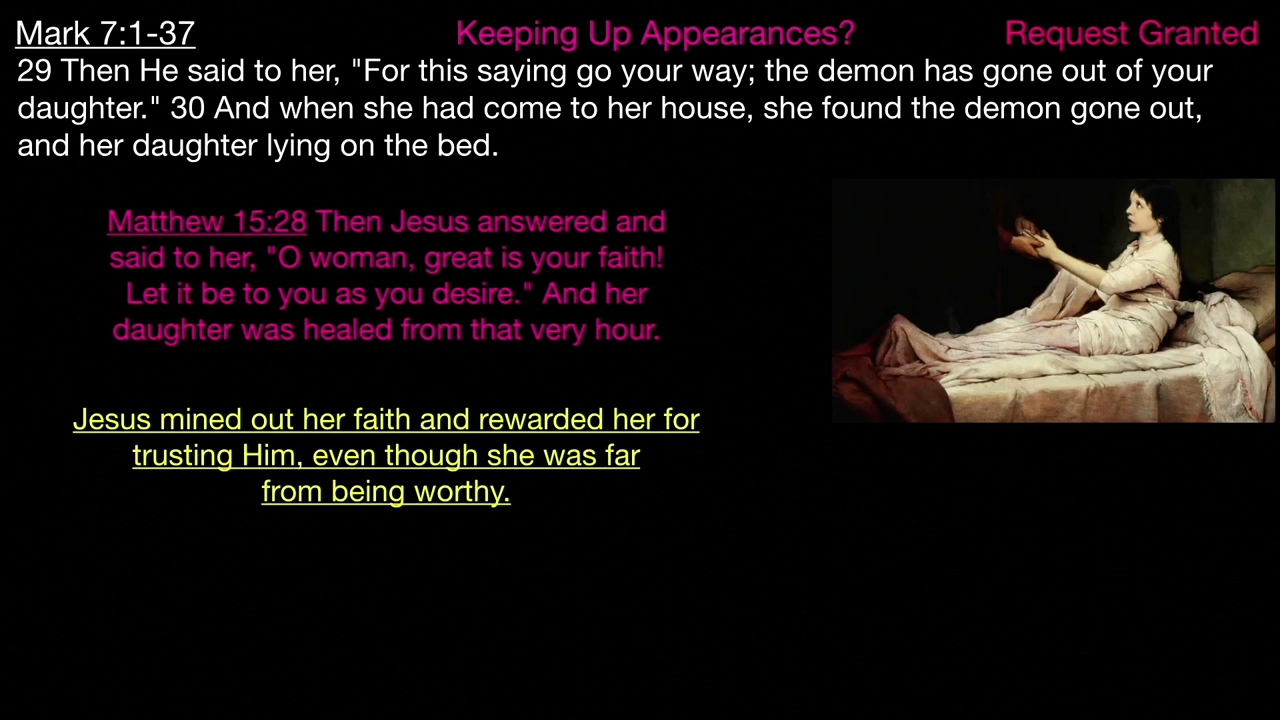 Mark 7:1-37
Keeping Up Appearances?
Request Granted
29 Then He said to her, "For this saying go your way; the demon has gone out of your
daughter." 30 And when she had come to her house, she found the demon gone out,
and her daughter lying on the bed.
Matthew 15:28 Then Jesus answered and
said to her, "O woman, great is your faith!
Let it be to you as you desire." And her
daughter was healed from that very hour.
Jesus mined out her faith and rewarded her for
trusting Him, even though she was far
from being worthy.